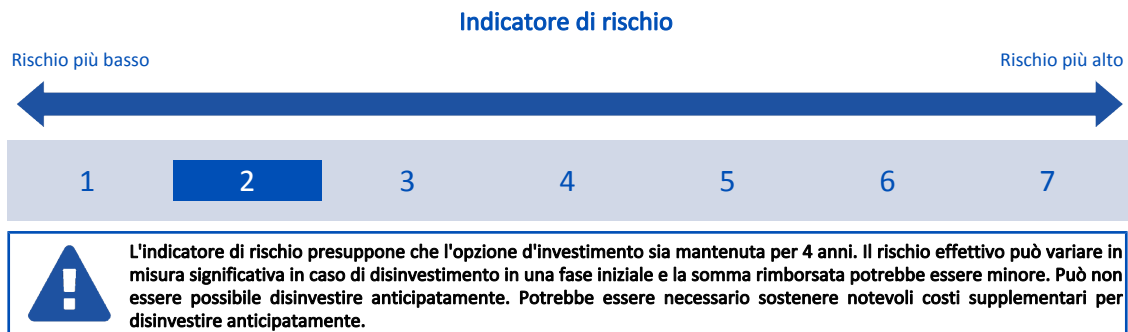 Indicatore di rischio
Rischio più basso
Rischio più alto
1 2 3 4 5 6 7
L'indicatore di rischio presuppone che l'opzione d'investimento sia mantenuta per 4 anni. Il rischio effettivo può variare in
misura significativa in caso di disinvestimento in una fase iniziale e la somma rimborsata potrebbe essere minore. Può non
essere possibile disinvestire anticipatamente. Potrebbe essere necessario sostenere notevoli costi supplementari per
disinvestire anticipatamente.